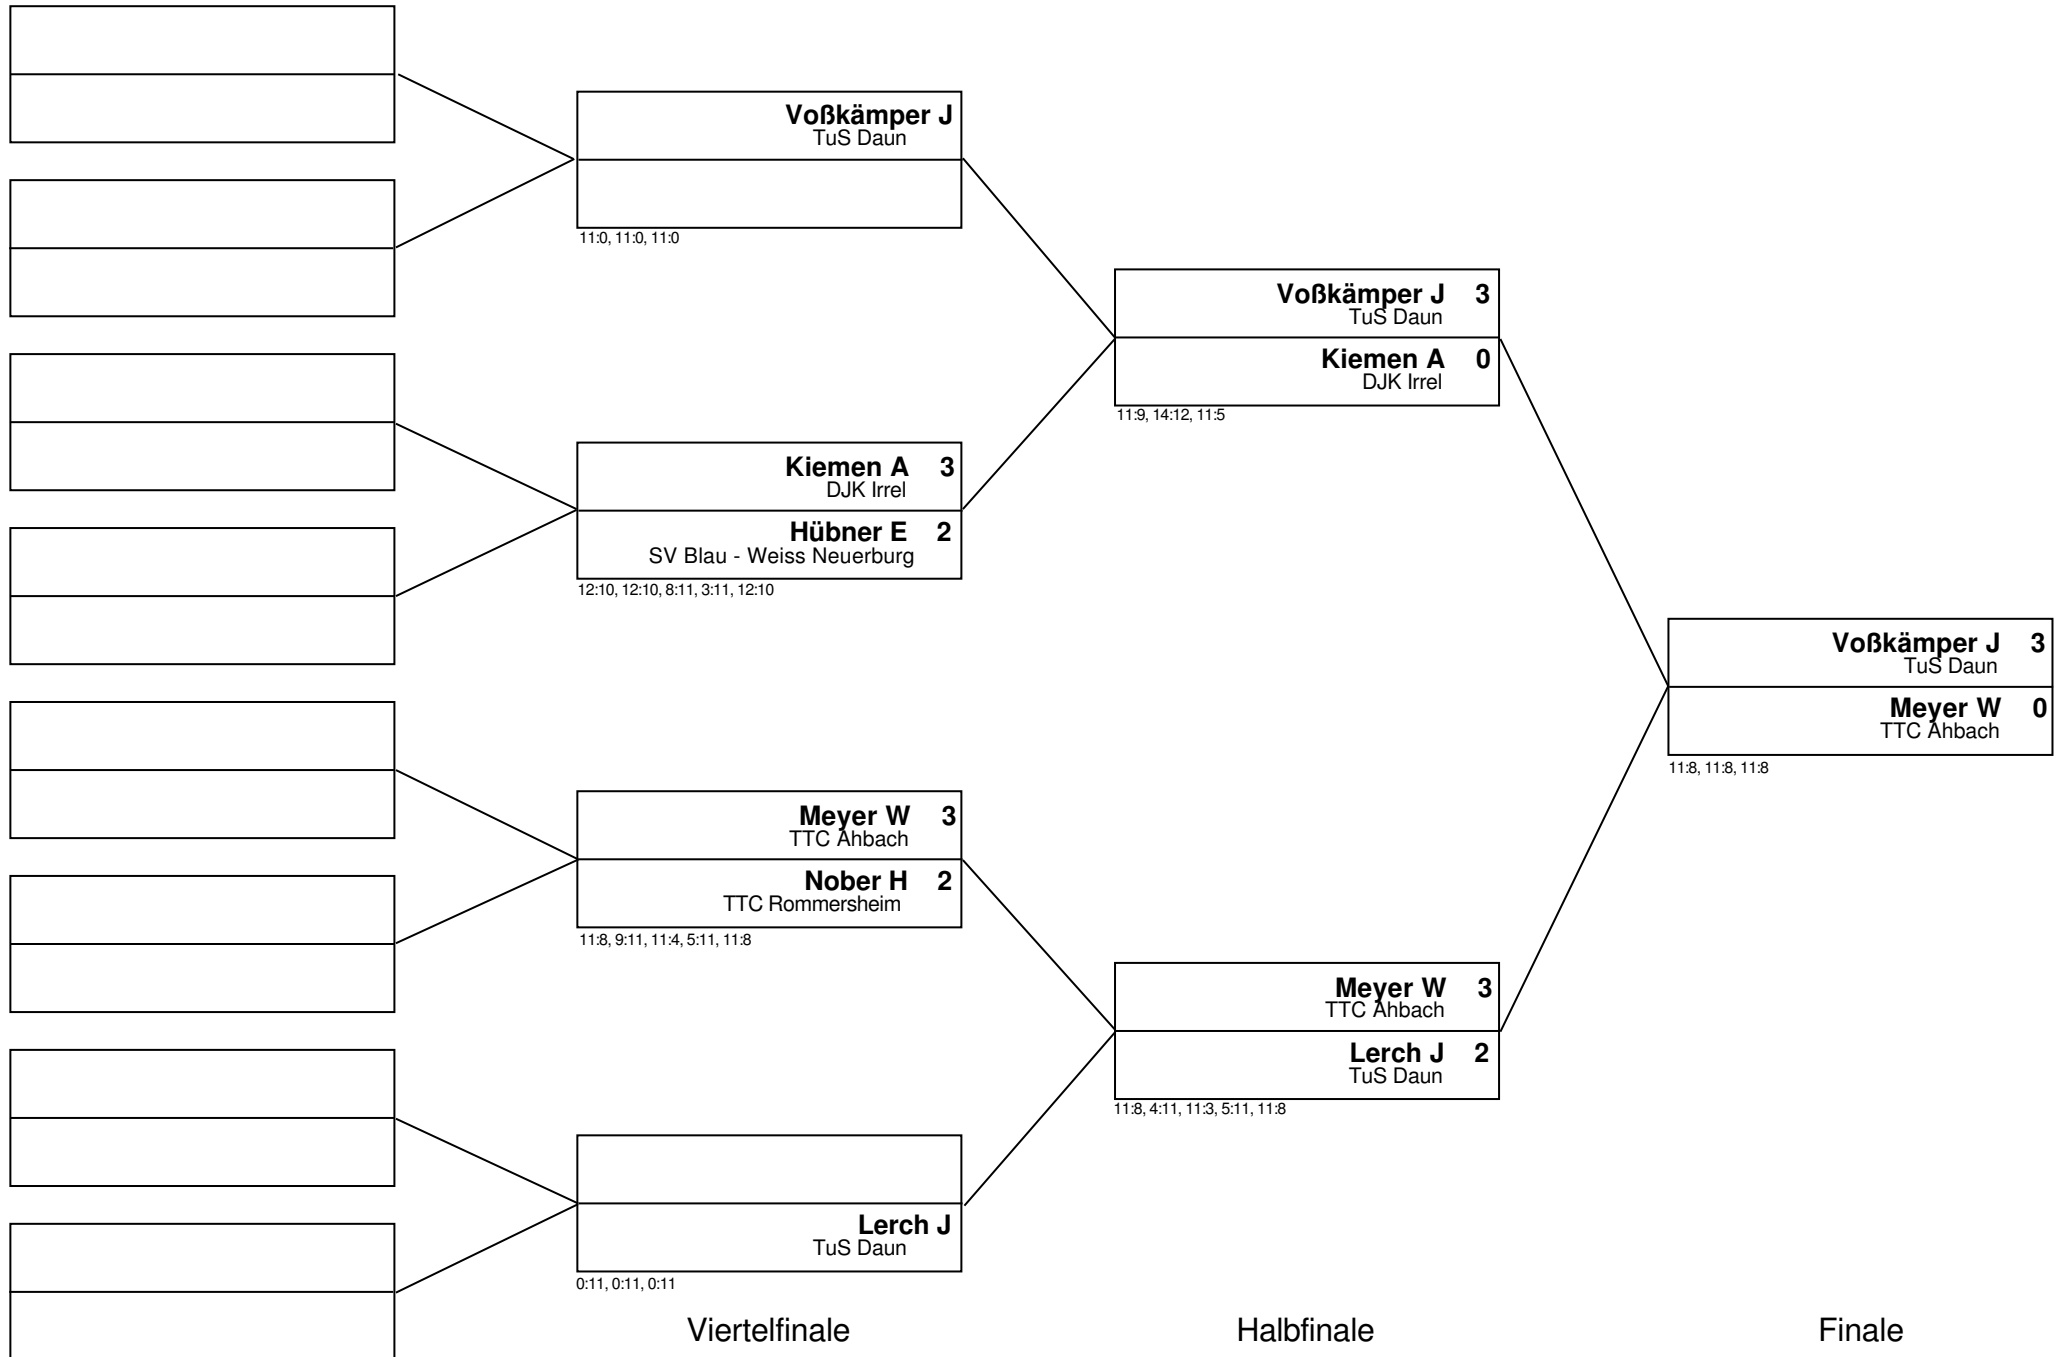 Voßkämper J
TuS Daun
11:0, 11:0, 11:0
Kiemen A 3
DJK Irrel
Hübner E 2
SV Blau - Weiss Neuerburg
12:10, 12:10, 8:11, 3:11, 12:10
Meyer W 3
TTC Ahbach
Nober H 2
TTC Rommersheim
11:8, 9:11, 11:4, 5:11, 11:8
Lerch J
TuS Daun
0:11, 0:11, 0:11
Viertelfinale
Voßkämper J 3
TuS Daun
Kiemen A 0
DJK Irrel
11:9, 14:12, 11:5
Meyer W 3
TTC Ahbach
Lerch J 2
TuS Daun
11:8, 4:11, 11:3, 5:11, 11:8
Halbfinale
Voßkämper J 3
TuS Daun
Meyer W 0
TTC Ahbach
11:8, 11:8, 11:8
Finale